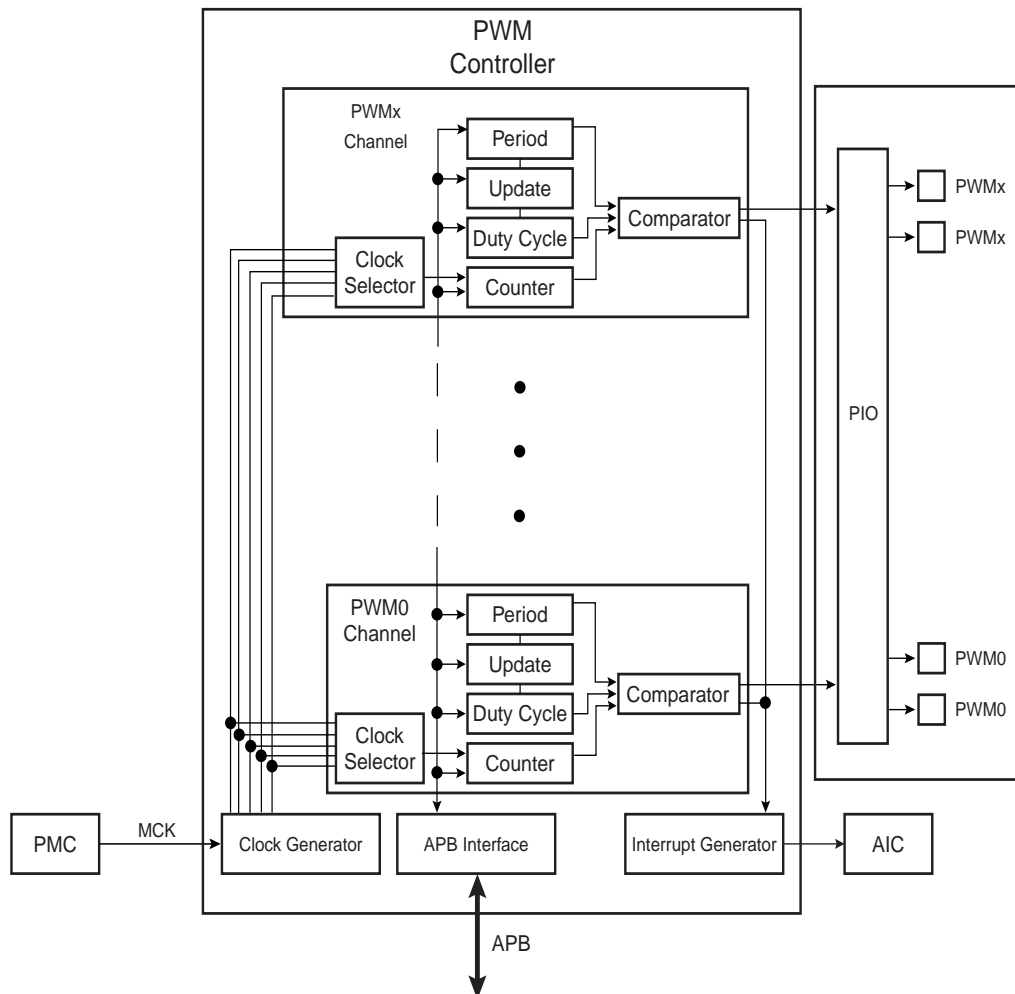 PWM
Controller
PWMx
Channel
Period
Update
Duty Cycle
Counter
Clock
Selector
Comparator
PIO
PWMx
PWMx
PWM0
Channel
Period
Update
Duty Cycle
Counter
Clock
Selector
Comparator
PWM0
PWM0
PMC
MCK
Clock Generator
APB Interface
Interrupt Generator
AIC
APB